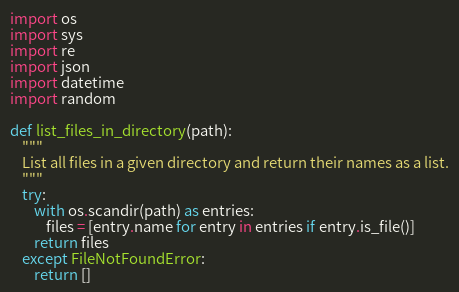 import os
import sys
import re
import json
import datetime
import random

def list_files_in_directory(path):
    """
    List all files in a given directory and return their names as a list.
    """
    try:
        with os.scandir(path) as entries:
            files = [entry.name for entry in entries if entry.is_file()]
        return files
    except FileNotFoundError:
        return []